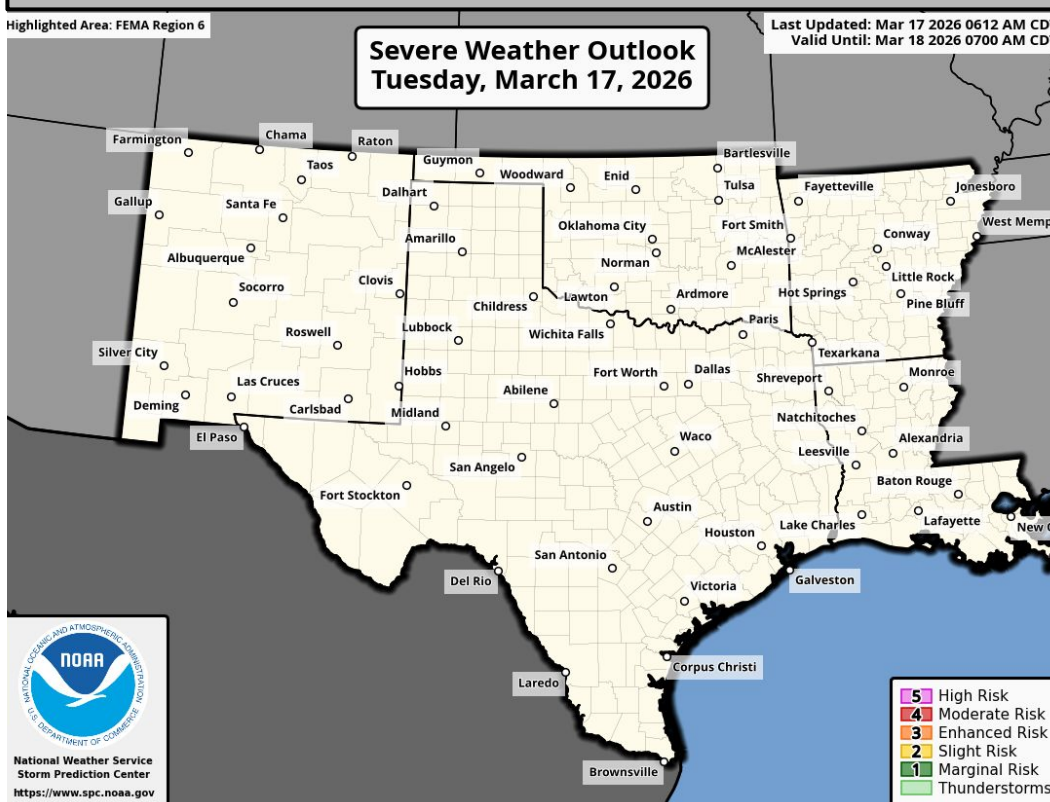 Highlighted Area: FEMA Region 6
Severe Weather Outlook
Tuesday, March 17, 2026
Last Updated: Mar 17 2026 0612 AM CDT
Valid Until: Mar 18 2026 0700 AM CDT
Farmington
Chama
Raton
Taos
Guymon
Woodward
Enid
Bartlesville
Tulsa
Fayetteville
Jonesboro
Gallup
Santa Fe
Dalhart
Oklahoma City
Fort Smith
Conway
West Memp
Albuquerque
Amarillo
Norman
McAlester
Little Rock
Socorro
Clovis
Childress
Lawton
Ardmore
Hot Springs
Pine Bluff
Roswell
Lubbock
Wichita Falls
Paris
Texarkana
Silver City
Las Cruces
Hobbs
Abilene
Fort Worth
Dallas
Shreveport
Monroe
Deming
Carlsbad
Midland
Natchitoches
El Paso
San Angelo
Waco
Leesville
Alexandria
Fort Stockton
Baton Rouge
Austin
Houston
Lake Charles
Lafayette
New O
Del Rio
San Antonio
Victoria
Galveston
Laredo
Corpus Christi
Brownsville
NATIONAL OCEANIC AND ATMOSPHERIC ADMINISTRATION
NOAA
U.S. DEPARTMENT OF COMMERCE
National Weather Service
Storm Prediction Center
https://www.spc.noaa.gov
5 High Risk
4 Moderate Risk
3 Enhanced Risk
2 Slight Risk
1 Marginal Risk
Thunderstorms